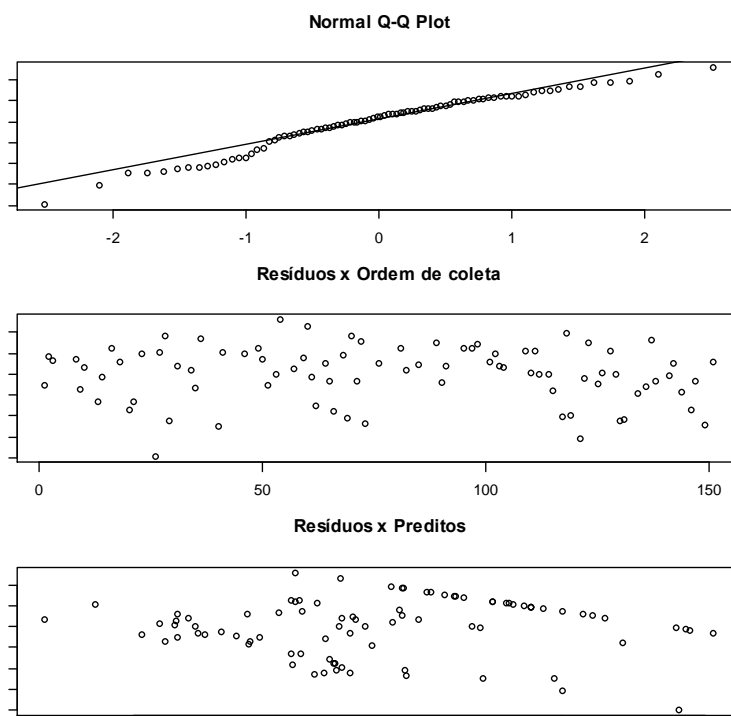 Normal Q-Q Plot
-2 -1 0 1 2
Resíduos x Ordem de coleta
0 50 100 150
Resíduos x Preditos